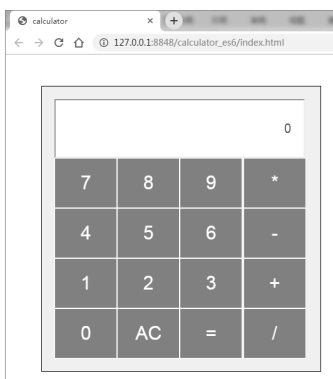 calculator
127.0.0.1:8848/calculator_es6/index.html
0
7 8 9 *
4 5 6 -
1 2 3 +
0 AC = /